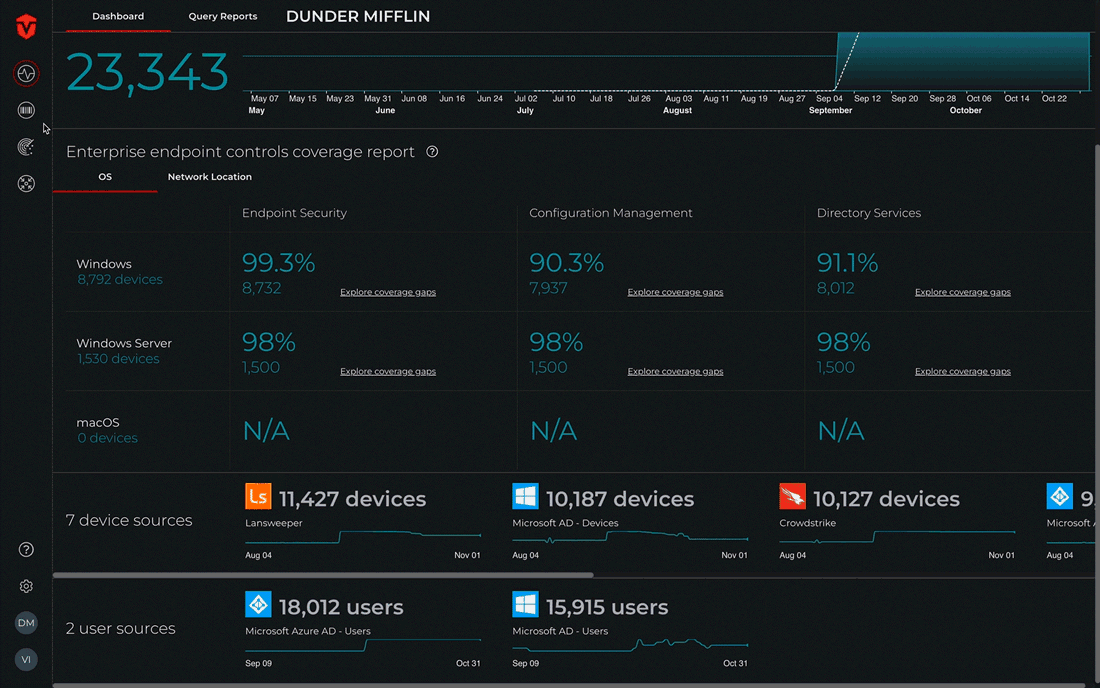 Dashboard Query Reports DUNDER MIFFLIN
23,343
May 07 May 15 May 23 May 31 Jun 08 Jun 16 Jun 24 Jul 02 Jul 10 Jul 18 Jul 26 Aug 03 Aug 11 Aug 19 Aug 27 Sep 04 Sep 12 Sep 20 Sep 28 Oct 06 Oct 14 Oct 22
May June July August September October
Enterprise endpoint controls coverage report ?
OS Network Location
Endpoint Security Configuration Management Directory Services
Windows
8,792 devices
99.3%
8,732
Explore coverage gaps
90.3%
7,937
Explore coverage gaps
91.1%
8,012
Explore coverage gaps
Windows Server
1,530 devices
98%
1,500
Explore coverage gaps
98%
1,500
Explore coverage gaps
98%
1,500
Explore coverage gaps
macOS
0 devices
N/A
N/A
N/A
7 device sources
Ls 11,427 devices
Lansweeper
Aug 04 Nov 01
10,187 devices
Microsoft AD - Devices
Aug 04 Nov 01
10,127 devices
Crowdstrike
Aug 04 Nov 01
9
Microsoft
Aug 04
2 user sources
18,012 users
Microsoft Azure AD - Users
Sep 09 Oct 31
15,915 users
Microsoft AD - Users
Sep 09 Oct 31
?
DM
VI